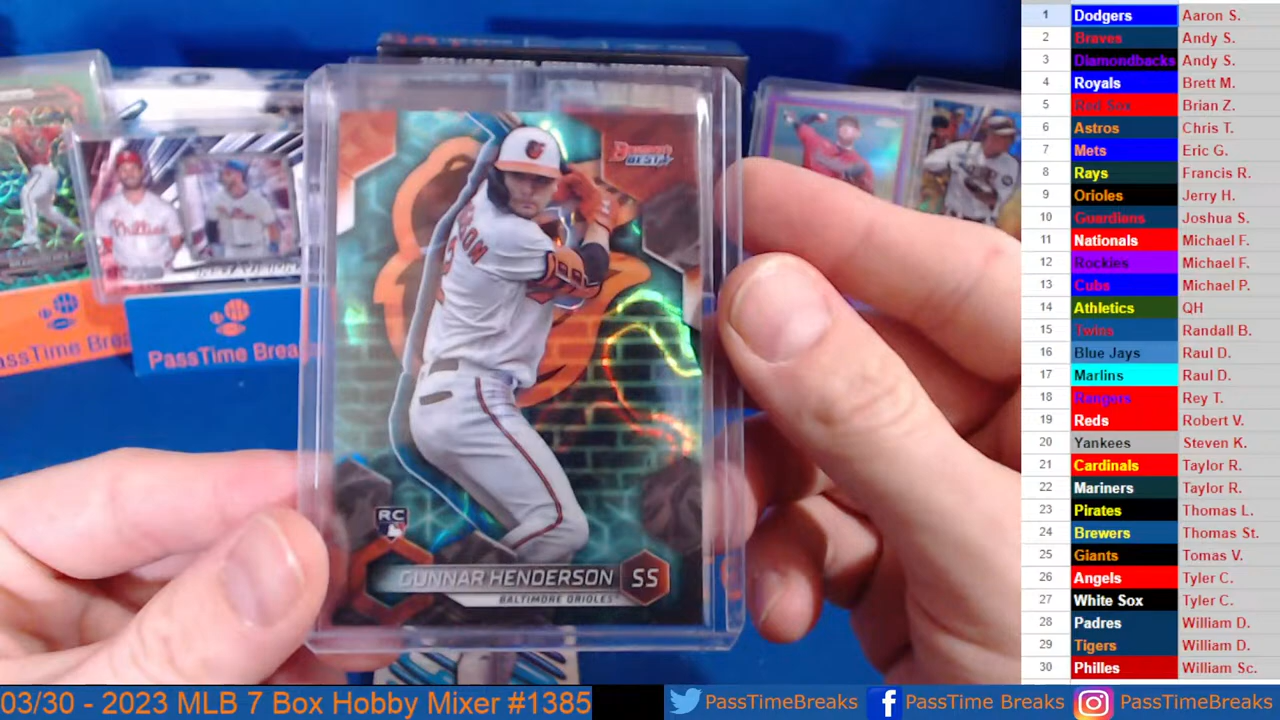 Bowman's
BEST
RC
GUNNAR HENDERSON SS
BALTIMORE ORIOLES
Phillies
PassTime Brea
PassTime Brea
1 Dodgers Aaron S.
2 Braves Andy S.
3 Diamondbacks Andy S.
4 Royals Brett M.
5 Red Sox Brian Z.
6 Astros Chris T.
7 Mets Eric G.
8 Rays Francis R.
9 Orioles Jerry H.
10 Guardians Joshua S.
11 Nationals Michael F.
12 Rockies Michael F.
13 Cubs Michael P.
14 Athletics QH
15 Twins Randall B.
16 Blue Jays Raul D.
17 Marlins Raul D.
18 Rangers Rey T.
19 Reds Robert V.
20 Yankees Steven K.
21 Cardinals Taylor R.
22 Mariners Taylor R.
23 Pirates Thomas L.
24 Brewers Thomas St.
25 Giants Tomas V.
26 Angels Tyler C.
27 White Sox Tyler C.
28 Padres William D.
29 Tigers William D.
30 Philles William Sc.
03/30 - 2023 MLB 7 Box Hobby Mixer #1385
PassTimeBreaks
PassTime Breaks
PassTimeBreaks